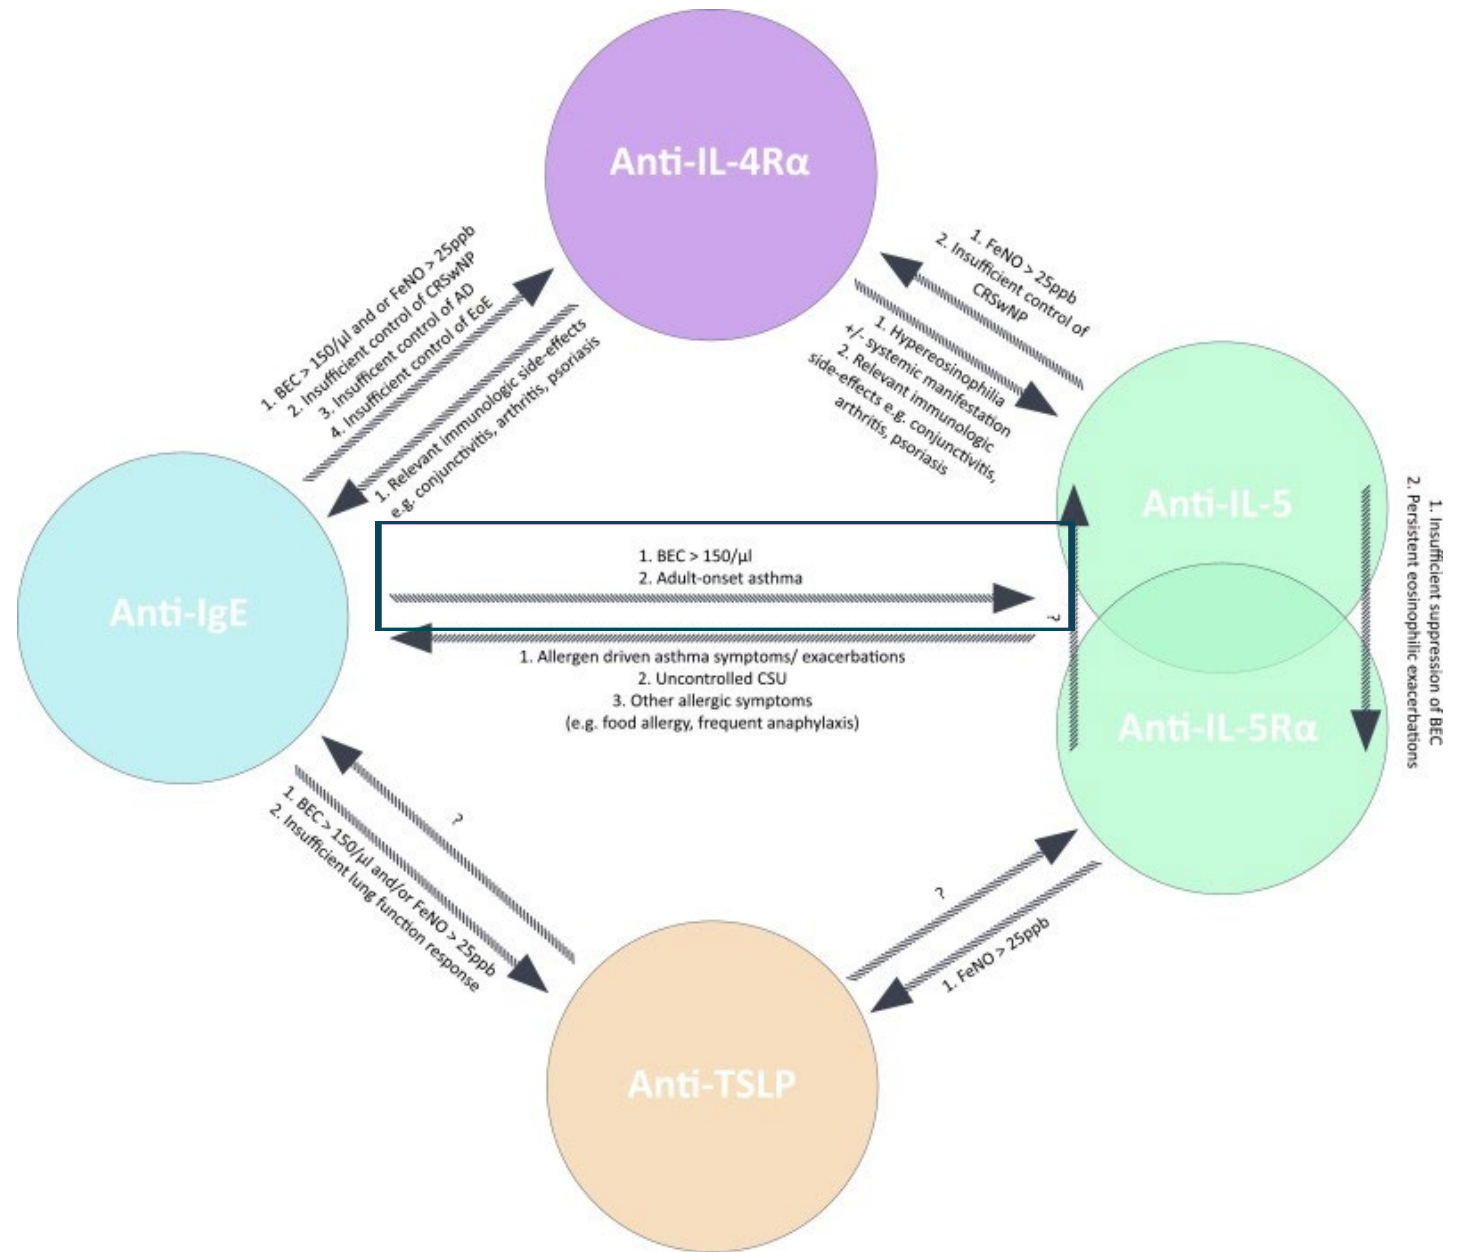 Anti-IL-4Rα
1. BEC > 150/µl and or FeNO > 25ppb
2. Insufficient control of CRSwNP
3. Insufficent control of AD
4. Insufficient control of EoE
1. Relevant immunologic side-effects
e.g. conjunctivitis, arthritis, psoriasis
1. FeNO > 25ppb
2. Insufficient control of
CRSwNP
1. Hypereosinophilia
+/- systemic manifestation
2. Relevant immunologic
side-effects e.g. conjunctivitis,
arthritis, psoriasis
Anti-IgE
1. BEC > 150/µl
2. Adult-onset asthma
?
1. Allergen driven asthma symptoms/ exacerbations
2. Uncontrolled CSU
3. Other allergic symptoms
(e.g. food allergy, frequent anaphylaxis)
Anti-IL-5
Anti-IL-5Rα
1. Insufficient suppression of BEC
2. Persistent eosinophilic exacerbations
?
1. BEC > 150/µl and/or FeNO > 25ppb
2. Insufficient lung function response
?
1. FeNO > 25ppb
Anti-TSLP